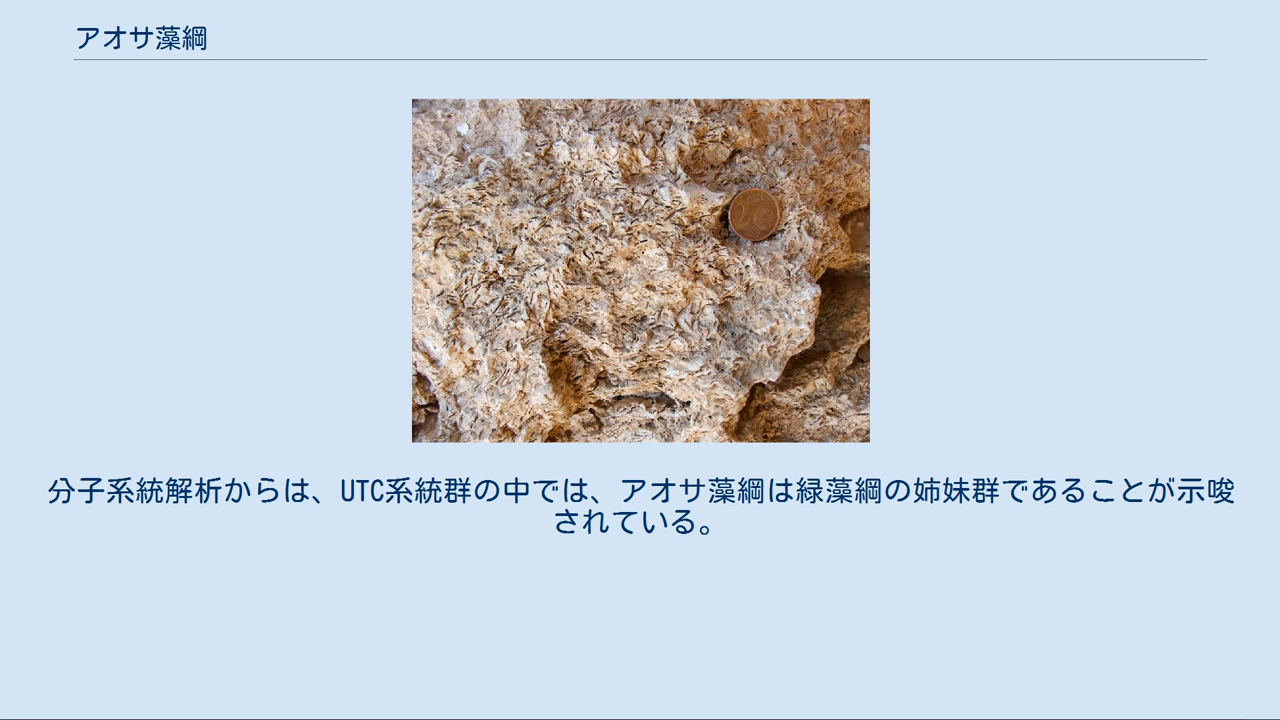 アオサ藻綱
分子系統解析からは、UTC系統群の中では、アオサ藻綱は緑藻綱の姉妹群であることが示唆
されている。